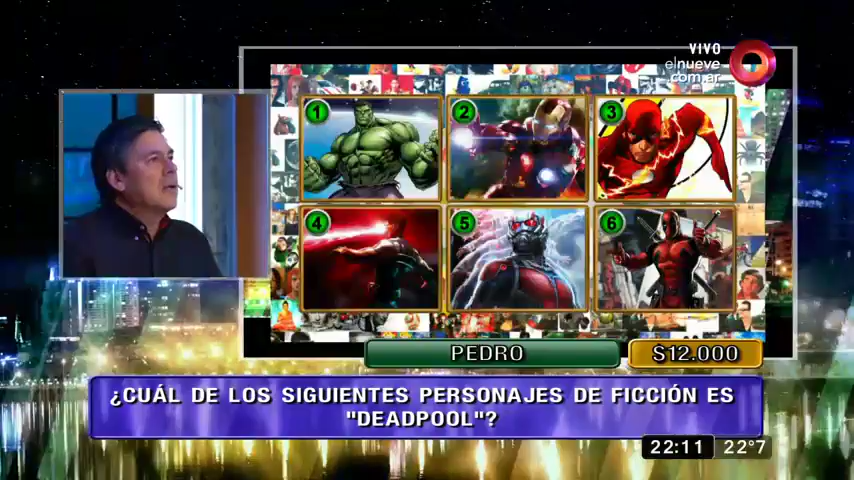 VIVO
elnueve
.com.ar
1
2
3
4
5
6
PEDRO
$12.000
¿CUÁL DE LOS SIGUIENTES PERSONAJES DE FICCIÓN ES
"DEADPOOL"?
22:11 22°7